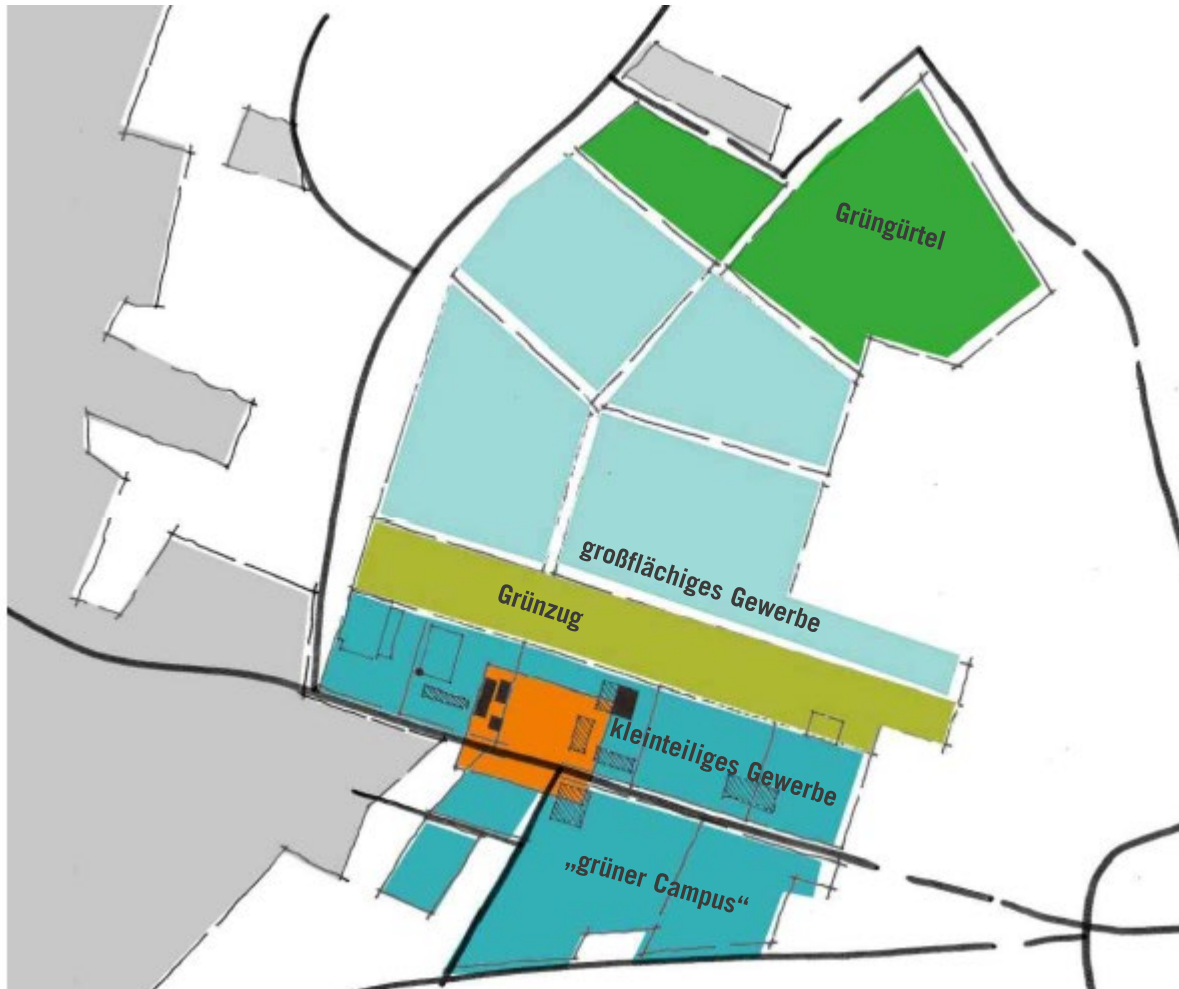 Grüngürtel
großflächiges Gewerbe
Grünzug
kleinteiliges Gewerbe
„grüner Campus“